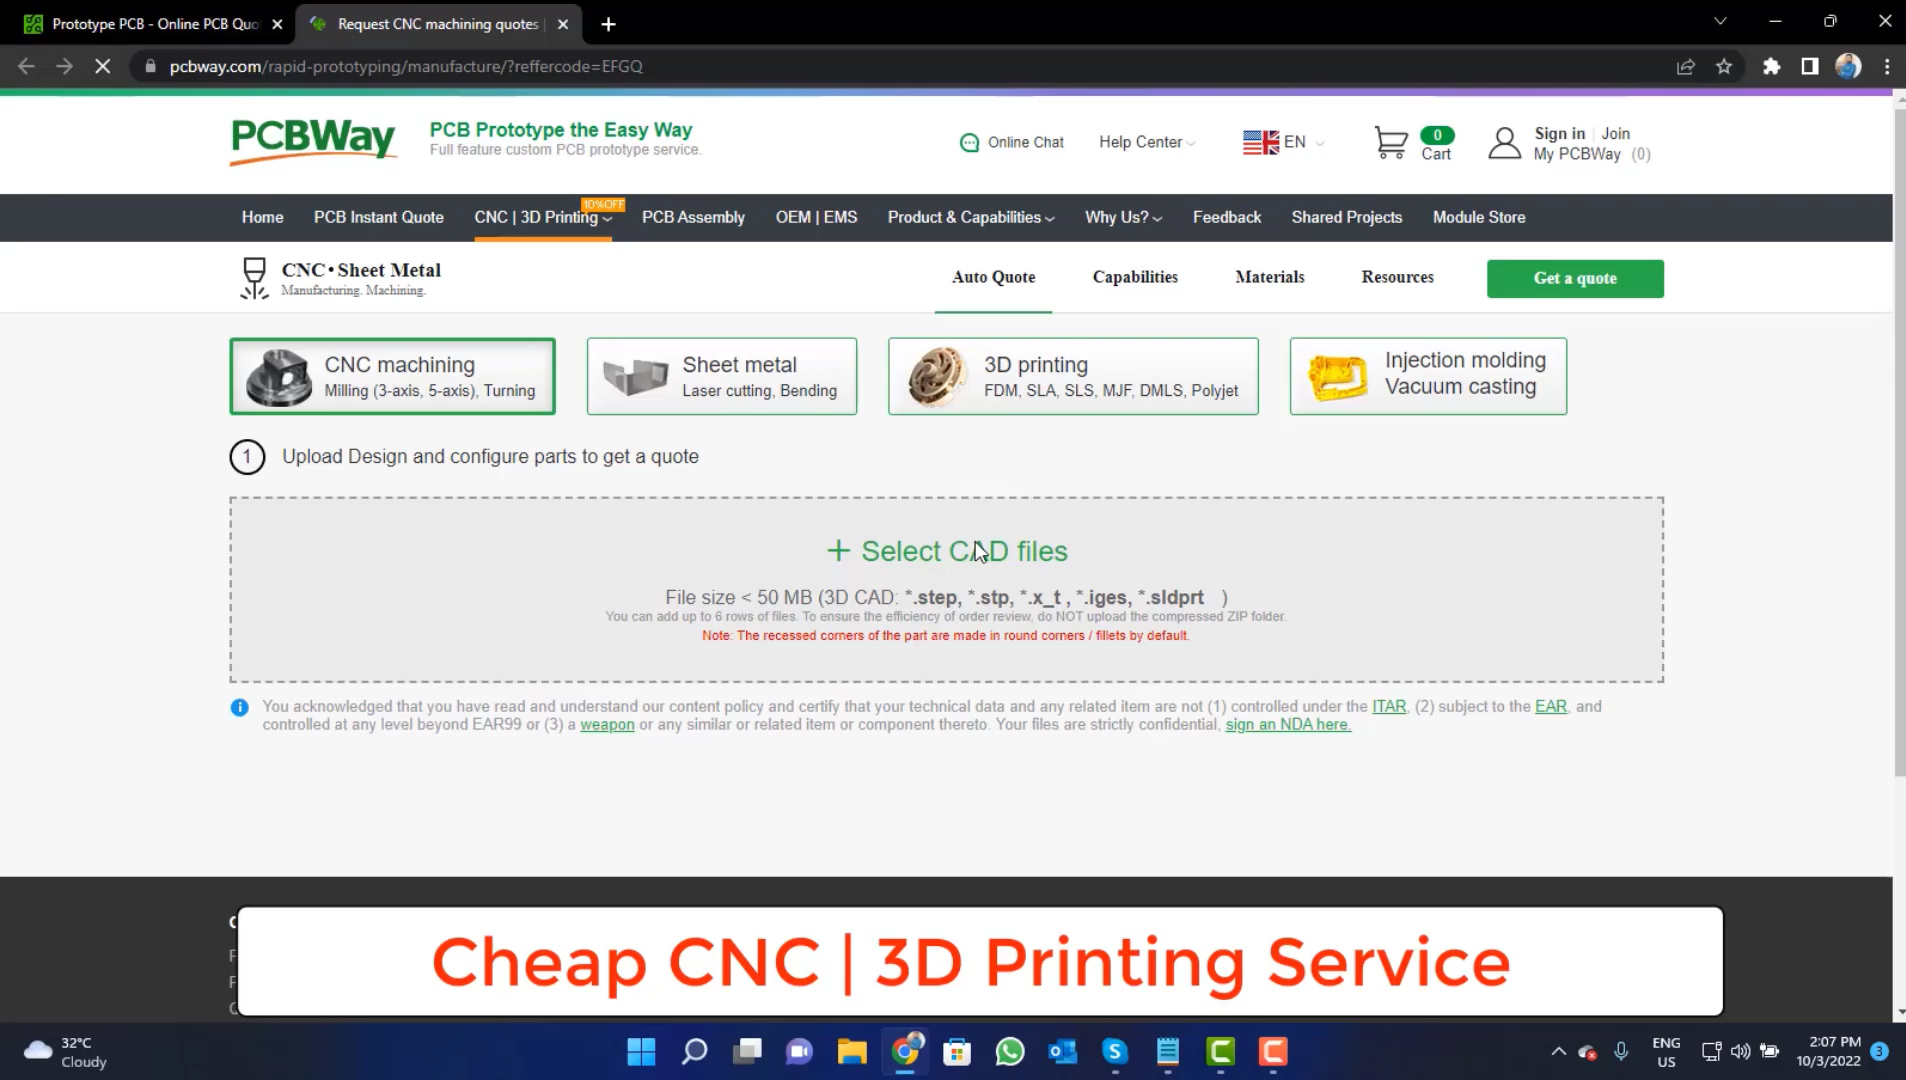 Prototype PCB - Online PCB Quo
Request CNC machining quotes
pcbway.com/rapid-prototyping/manufacture/?reffercode=EFGQ
PCBWay
PCB Prototype the Easy Way
Full feature custom PCB prototype service.
Online Chat
Help Center
EN
0
Cart
Sign in
Join
My PCBWay (0)
10%OFF
Home
PCB Instant Quote
CNC | 3D Printing
PCB Assembly
OEM | EMS
Product & Capabilities
Why Us?
Feedback
Shared Projects
Module Store
CNC•Sheet Metal
Manufacturing. Machining.
Auto Quote
Capabilities
Materials
Resources
Get a quote
CNC machining
Milling (3-axis, 5-axis), Turning
Sheet metal
Laser cutting, Bending
3D printing
FDM, SLA, SLS, MJF, DMLS, Polyjet
Injection molding
Vacuum casting
1
Upload Design and configure parts to get a quote
+ Select CAD files
File size < 50 MB (3D CAD: *.step, *.stp, *.x_t , *.iges, *.sldprt )
You can add up to 6 rows of files. To ensure the efficiency of order review, do NOT upload the compressed ZIP folder.
Note: The recessed corners of the part are made in round corners / fillets by default.
You acknowledged that you have read and understand our content policy and certify that your technical data and any related item are not (1) controlled under the ITAR, (2) subject to the EAR, and
controlled at any level beyond EAR99 or (3) a weapon or any similar or related item or component thereto. Your files are strictly confidential, sign an NDA here.
Cheap CNC | 3D Printing Service
32°C
Cloudy
ENG
US
2:07 PM
10/3/2022
3